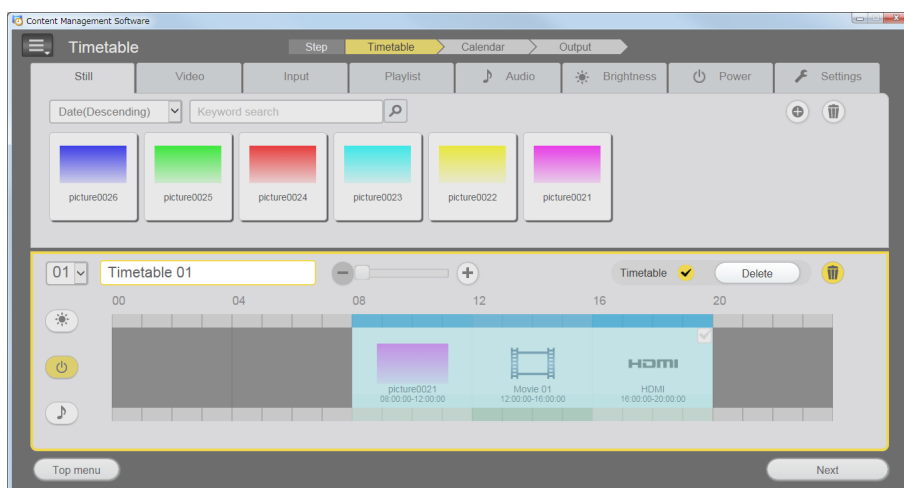 Content Management Software
Timetable
Step Timetable Calendar Output
Still Video Input Playlist Audio Brightness Power Settings
Date(Descending) Keyword search
picture0026 picture0025 picture0024 picture0023 picture0022 picture0021
01 Timetable 01 Timetable Delete
00 04 08 12 16 20
HDMI
picture0021 Movie 01 HDMI
08:00:00-12:00:00 12:00:00-16:00:00 16:00:00-20:00:00
Top menu Next